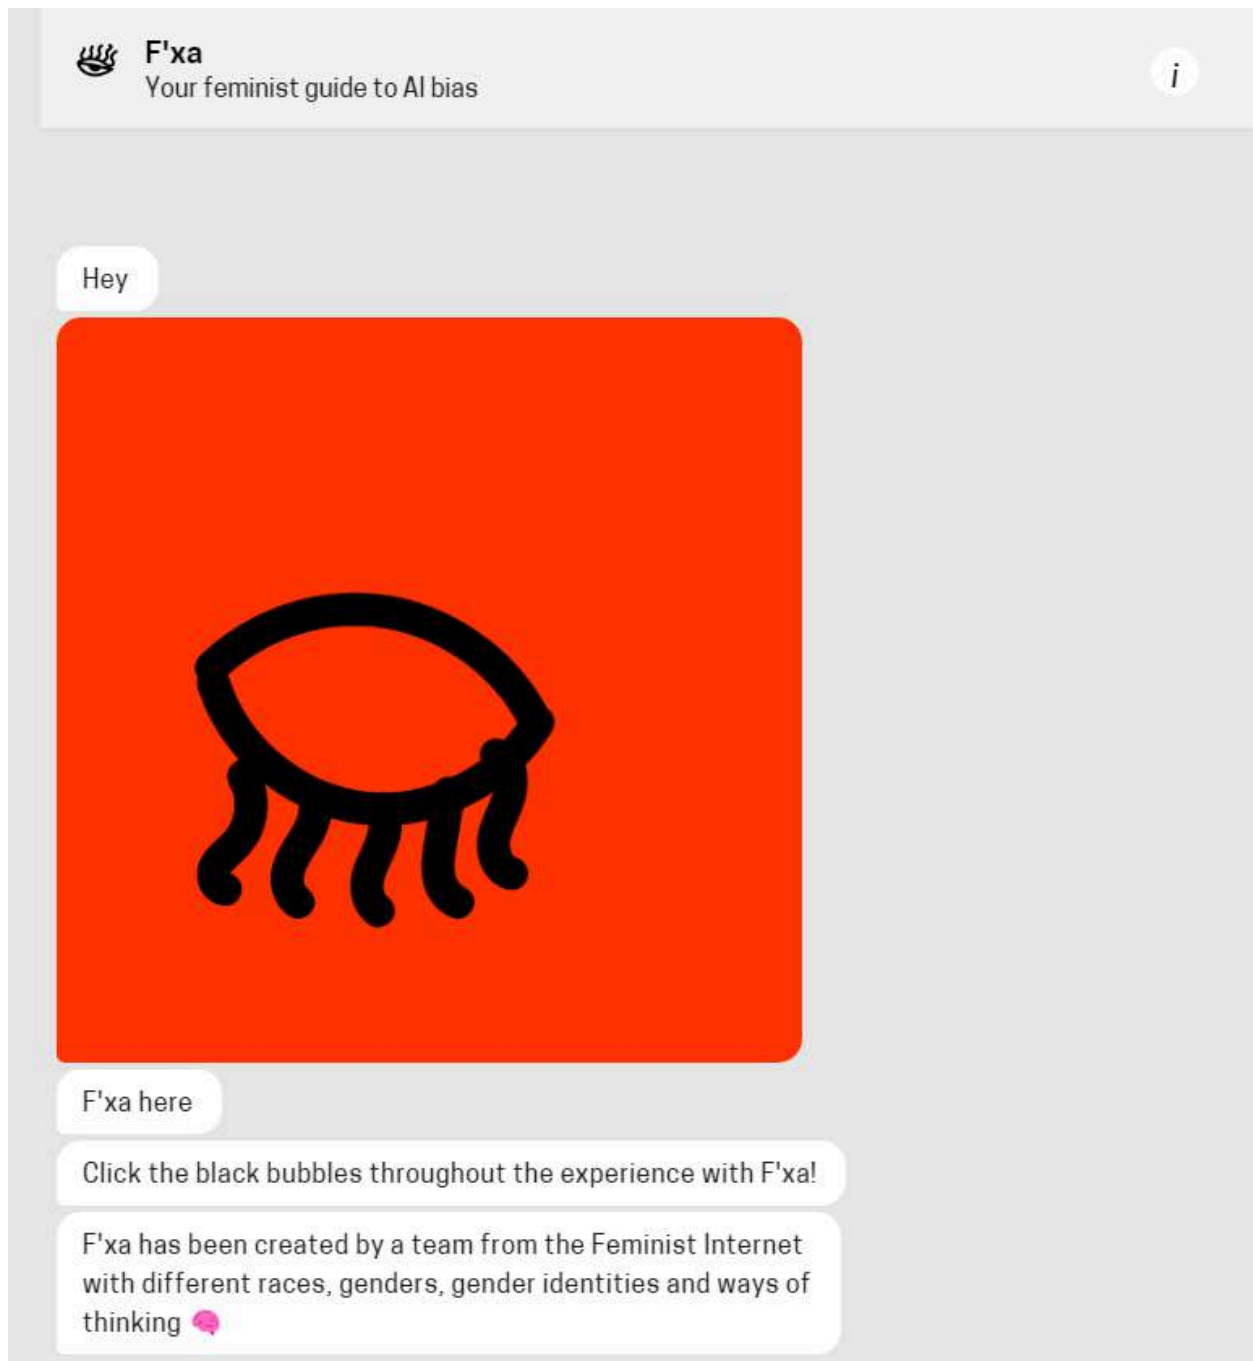 F'xa
Your feminist guide to AI bias
i
Hey
F'xa here
Click the black bubbles throughout the experience with F'xa!
F'xa has been created by a team from the Feminist Internet
with different races, genders, gender identities and ways of
thinking 🧠